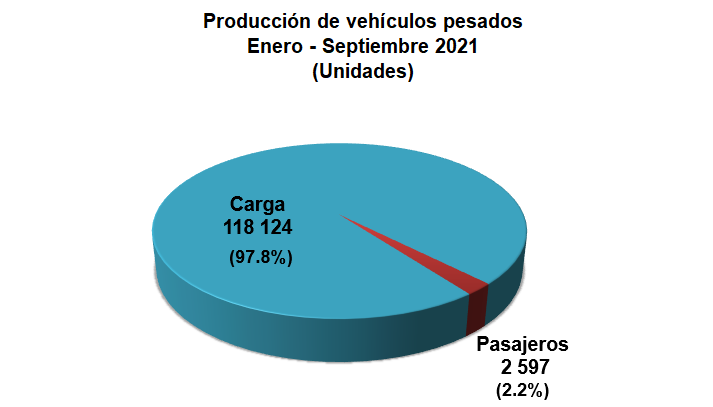 Producción de vehículos pesados
Enero - Septiembre 2021
(Unidades)
Carga
118 124
(97.8%)
Pasajeros
2 597
(2.2%)